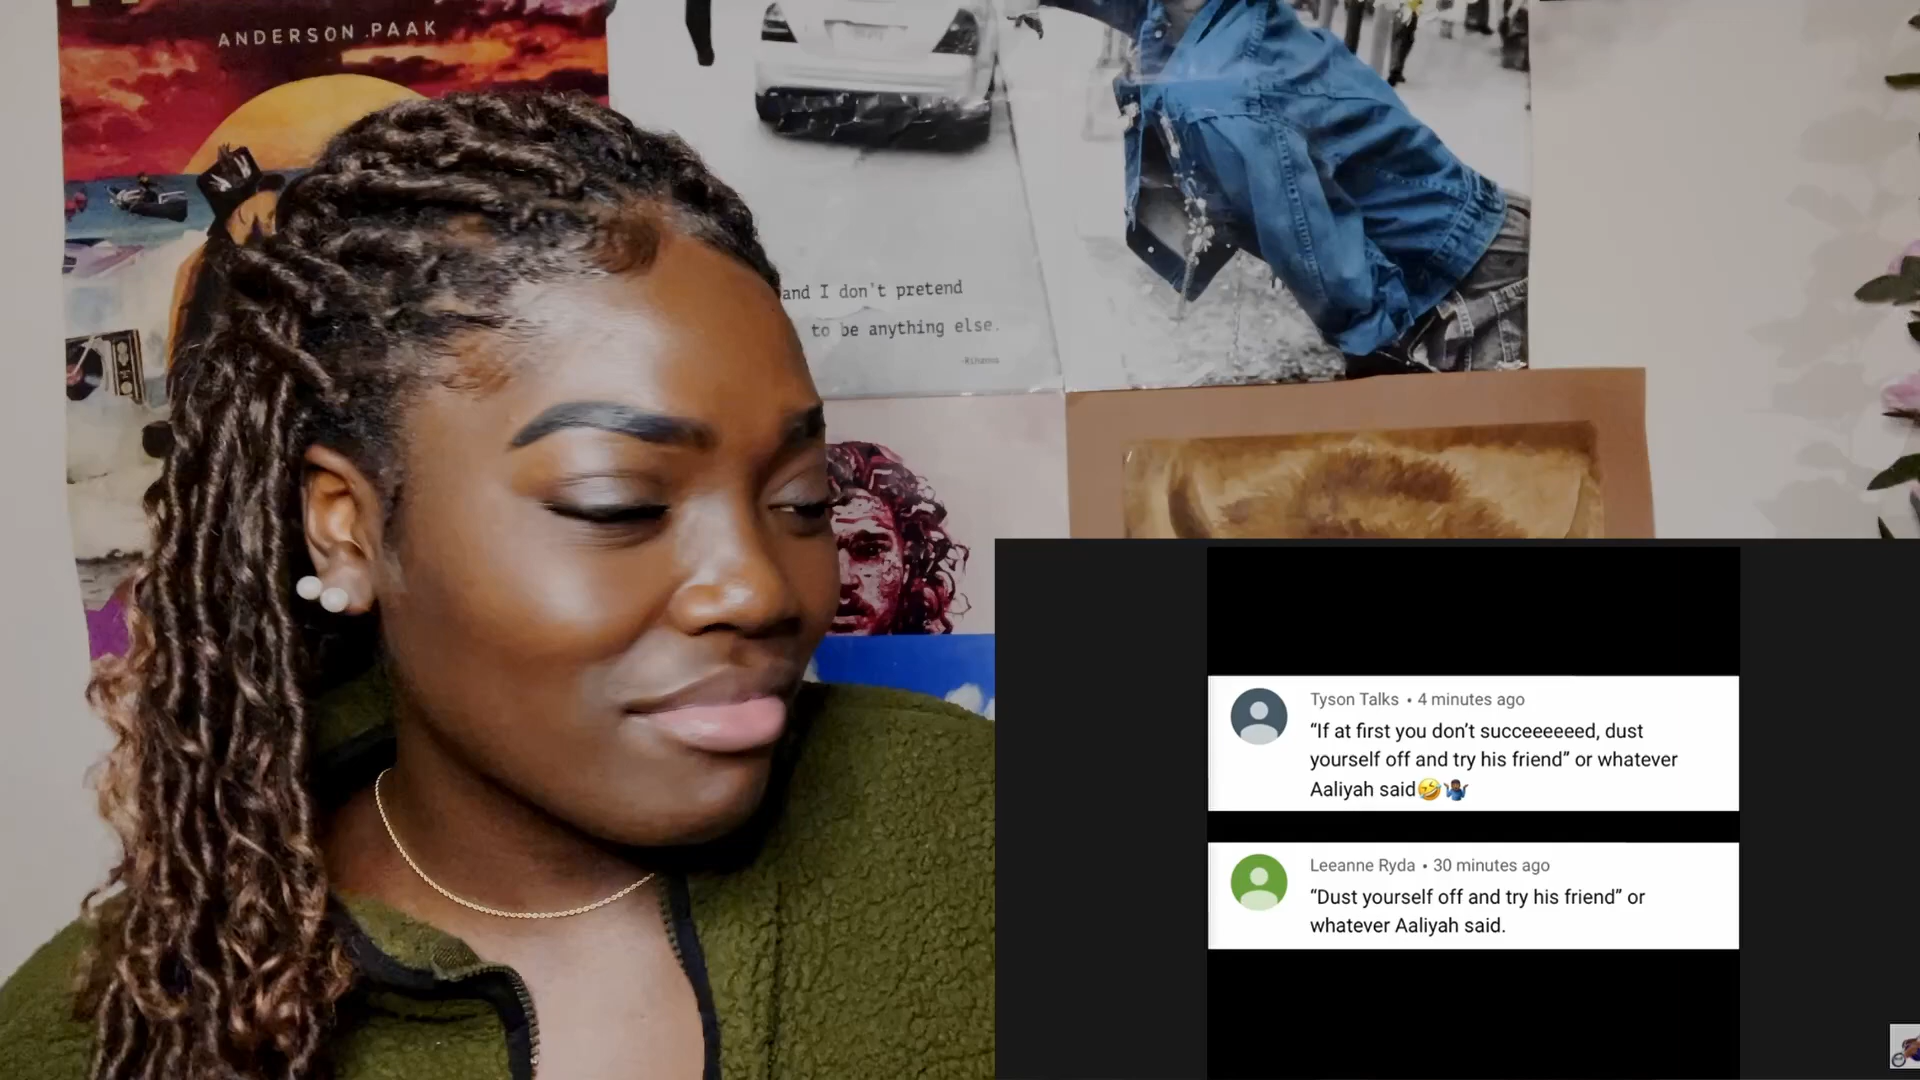 ANDERSON .PAAK
and I don't pretend
to be anything else.
-Rihanna
Tyson Talks • 4 minutes ago
“If at first you don’t succeeeeeed, dust
yourself off and try his friend” or whatever
Aaliyah said🤣🤷🏾‍♂️
Leeanne Ryda • 30 minutes ago
“Dust yourself off and try his friend” or
whatever Aaliyah said.